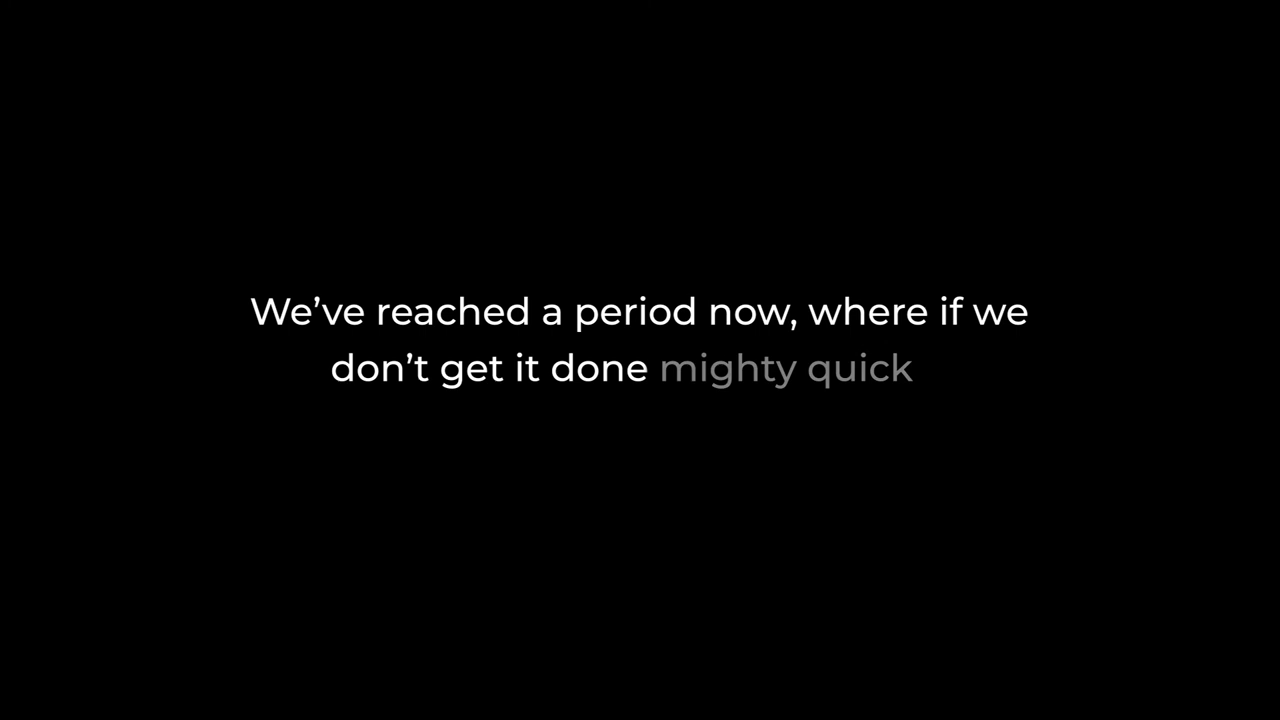 We’ve reached a period now, where if we
don’t get it done mighty quick